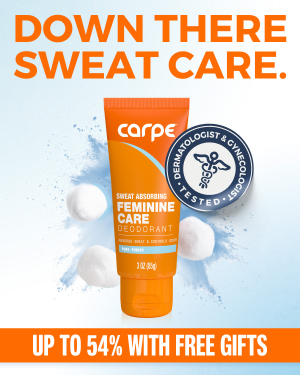 DOWN THERE
SWEAT CARE.
carpe
DERMATOLOGIST & GYNECOLOGIST
• TESTED •
SWEAT ABSORBING
FEMININE
CARE
DEODORANT
3 OZ (85g)
UP TO 54% WITH FREE GIFTS